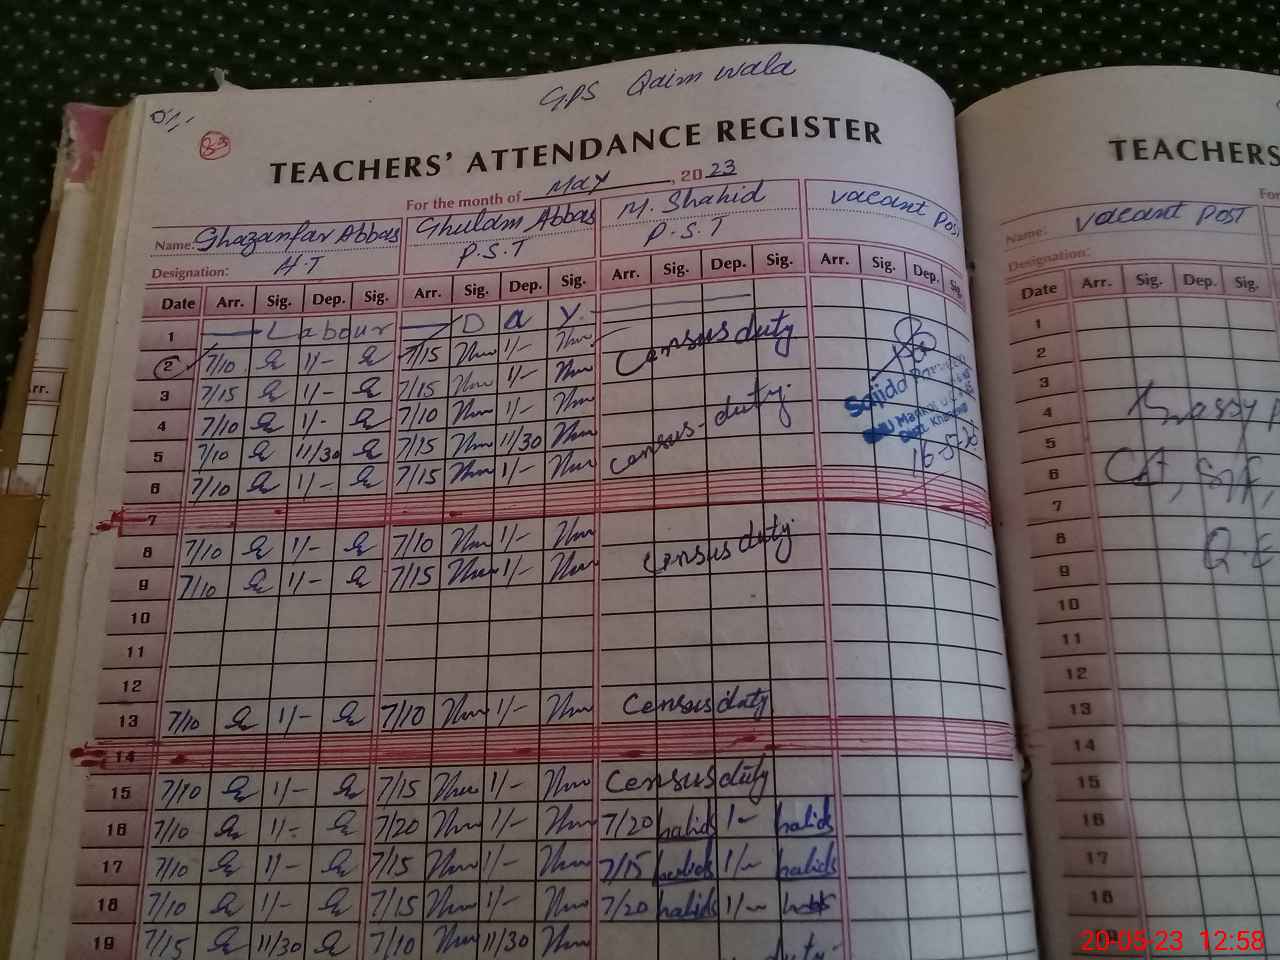 GPS Qaim wala
TEACHERS' ATTENDANCE REGISTER
For the month of May, 2023
Name: Ghazanfar Abbas Ghulam Abbas M. Shahid vacant Post
Designation: H.T P.S.T P.S.T
Date Arr. Sig. Dep. Sig. Arr. Sig. Dep. Sig. Arr. Sig. Dep. Sig. Arr. Sig. Dep. Sig.
1 Labour Day
2 7/10 1/- 7/15 1/- Census duty
3 7/15 1/- 7/15 1/-
4 7/10 1/- 7/10 1/-
5 7/10 11/30 7/15 11/30 Census-duty
6 7/10 1/- 7/15 1/-
7
8 7/10 1/- 7/10 1/- Census duty
9 7/10 1/- 7/15 1/-
10
11
12
13 7/10 1/- 7/10 1/- Census duty
14
15 7/10 1/- 7/15 1/- Census duty
16 7/10 1/- 7/20 1/- 7/20 1/-
17 7/10 1/- 7/15 1/- 7/15 1/-
18 7/10 1/- 7/15 1/- 7/20 1/-
19 7/15 11/30 7/10 11/30 duty-
Sajida
TEACHERS
Name: vacant Post
Designation:
Date Arr. Sig. Dep. Sig.
1
2
3
4
5
6
7
8
9
10
11
12
13
14
15
16
17
18
20-05-23 12:58